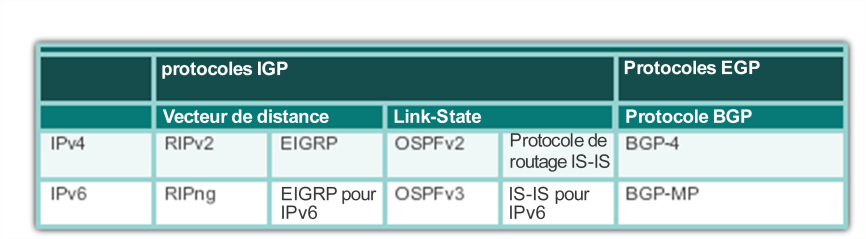 protocoles IGP Protocoles EGP
Vecteur de distance Link-State Protocole BGP
IPv4 RIPv2 EIGRP OSPFv2 Protocole de routage IS-IS BGP-4
IPv6 RIPng EIGRP pour IPv6 OSPFv3 IS-IS pour IPv6 BGP-MP